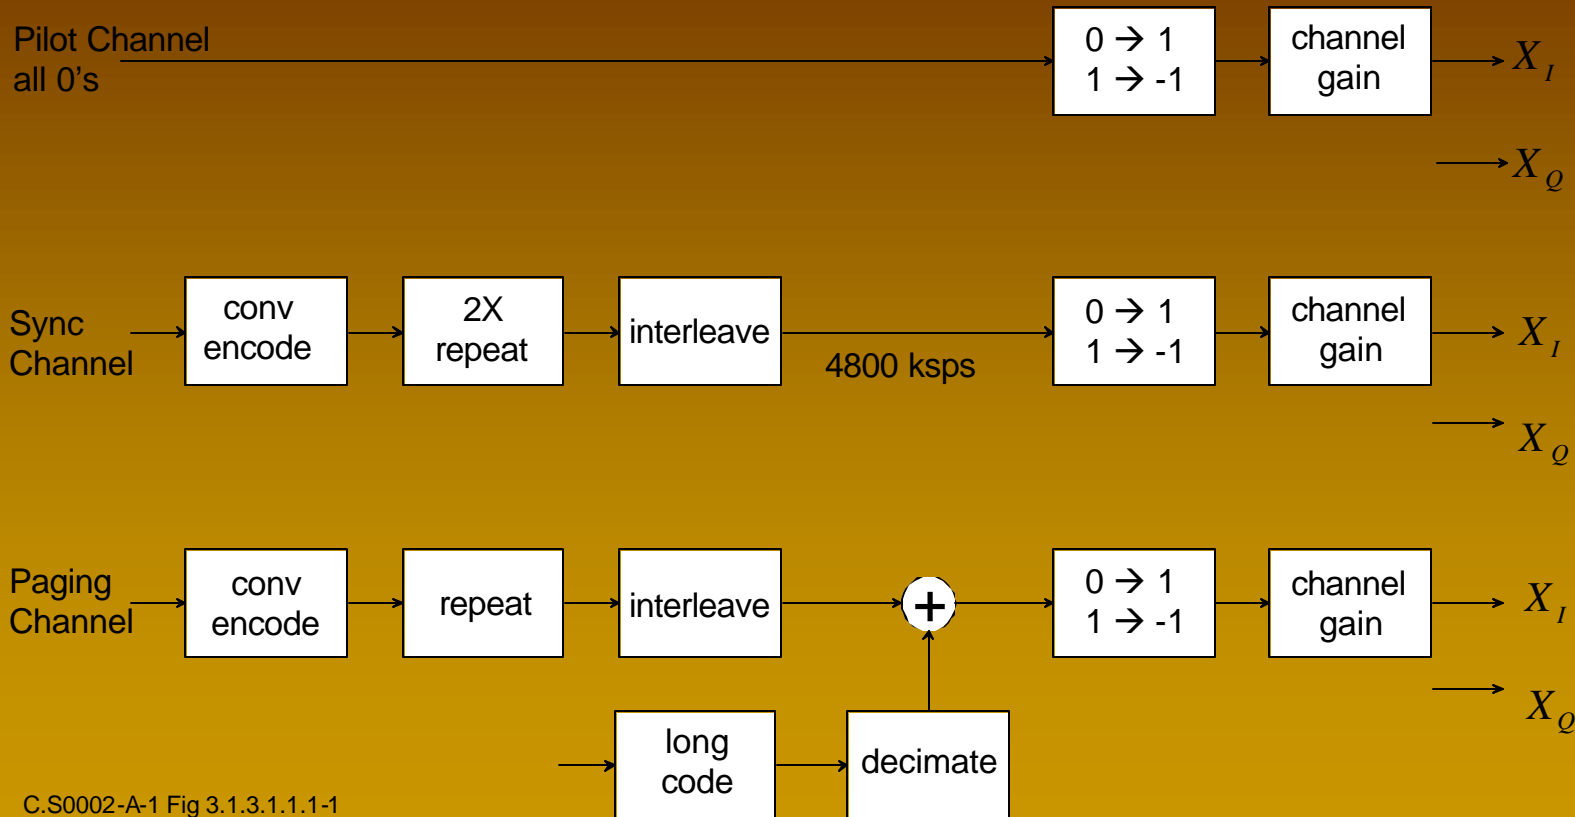 Pilot Channel
all 0's
0 → 1
1 → -1
channel
gain
X_I
X_Q
Sync
Channel
conv
encode
2X
repeat
interleave
4800 ksps
0 → 1
1 → -1
channel
gain
X_I
X_Q
Paging
Channel
conv
encode
repeat
interleave
+
0 → 1
1 → -1
channel
gain
X_I
X_Q
long
code
decimate
C.S0002-A-1 Fig 3.1.3.1.1.1-1